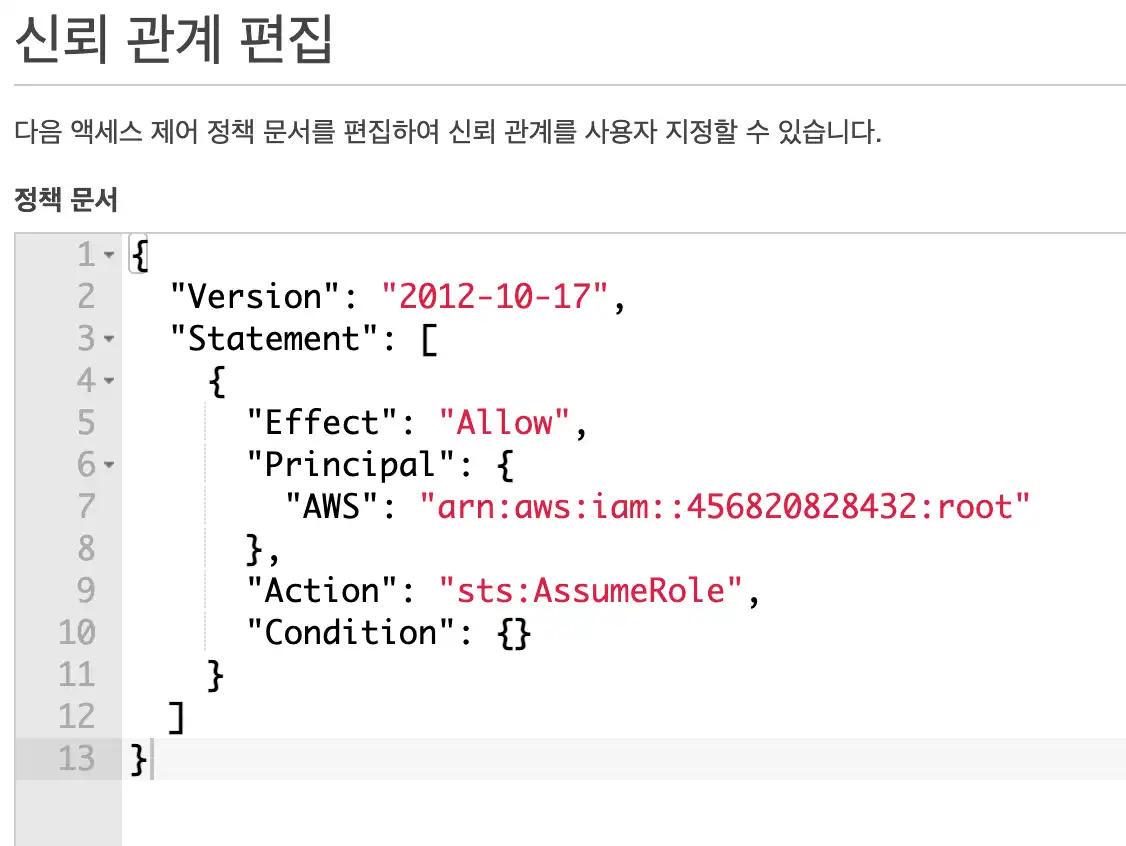 신뢰 관계 편집
다음 액세스 제어 정책 문서를 편집하여 신뢰 관계를 사용자 지정할 수 있습니다.
정책 문서
1 {
2 "Version": "2012-10-17",
3 "Statement": [
4 {
5 "Effect": "Allow",
6 "Principal": {
7 "AWS": "arn:aws:iam::456820828432:root"
8 },
9 "Action": "sts:AssumeRole",
10 "Condition": {}
11 }
12 ]
13 }